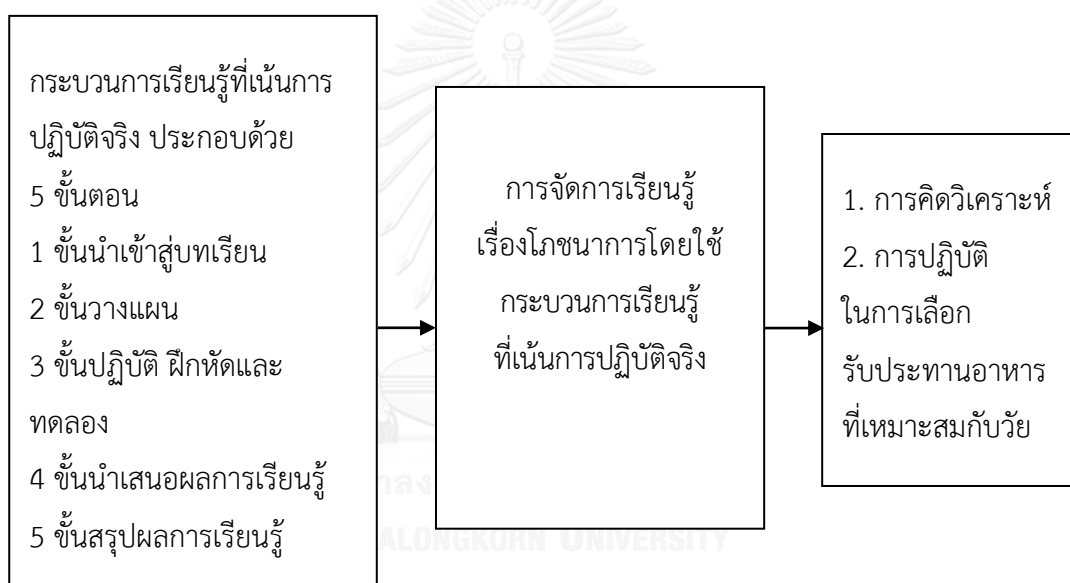 กระบวนการเรียนรู้ที่เน้นการ
ปฏิบัติจริง ประกอบด้วย
5 ขั้นตอน
1 ขั้นนำเข้าสู่บทเรียน
2 ขั้นวางแผน
3 ขั้นปฏิบัติ ฝึกหัดและ
ทดลอง
4 ขั้นนำเสนอผลการเรียนรู้
5 ขั้นสรุปผลการเรียนรู้
การจัดการเรียนรู้
เรื่องโภชนาการโดยใช้
กระบวนการเรียนรู้
ที่เน้นการปฏิบัติจริง
1. การคิดวิเคราะห์
2. การปฏิบัติ
ในการเลือก
รับประทานอาหาร
ที่เหมาะสมกับวัย
ALONGKORN UNIVERSITY